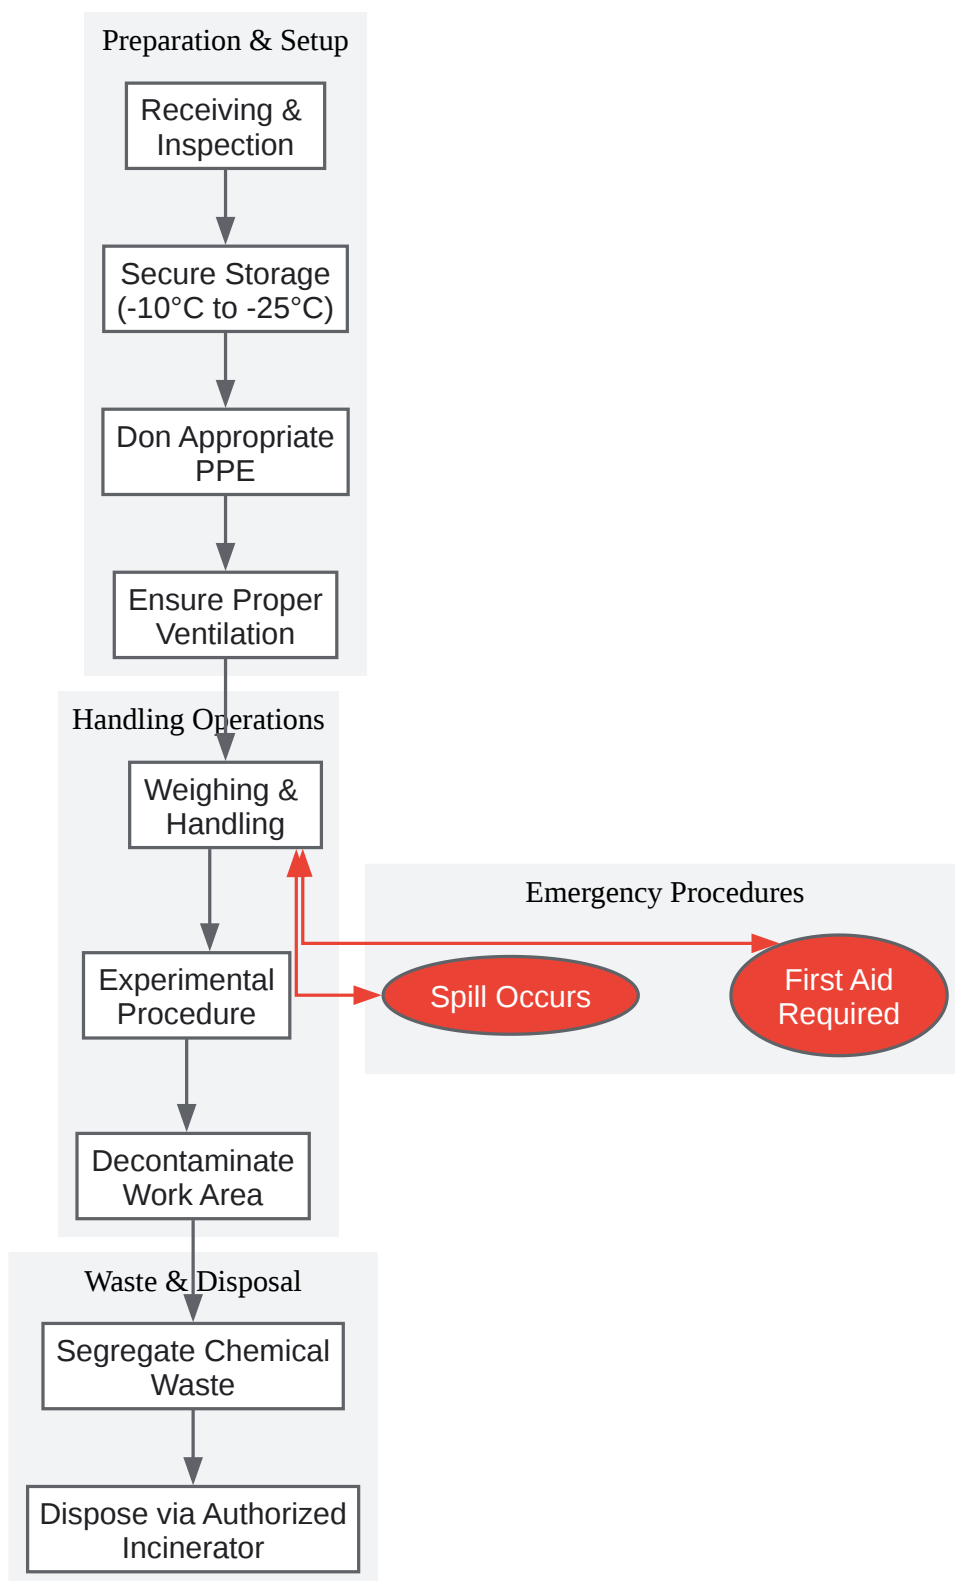 Preparation & Setup
Receiving &
Inspection
Secure Storage
(-10°C to -25°C)
Don Appropriate
PPE
Ensure Proper
Ventilation
Handling Operations
Weighing &
Handling
Emergency Procedures
Experimental
Procedure
Spill Occurs
First Aid
Required
Decontaminate
Work Area
Waste & Disposal
Segregate Chemical
Waste
Dispose via Authorized
Incinerator